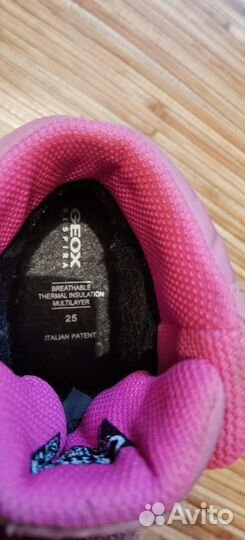 GEOX
RESPIRA
BREATHABLE
THERMAL INSULATION
MULTILAYER
25
ITALIAN PATENT
Avito